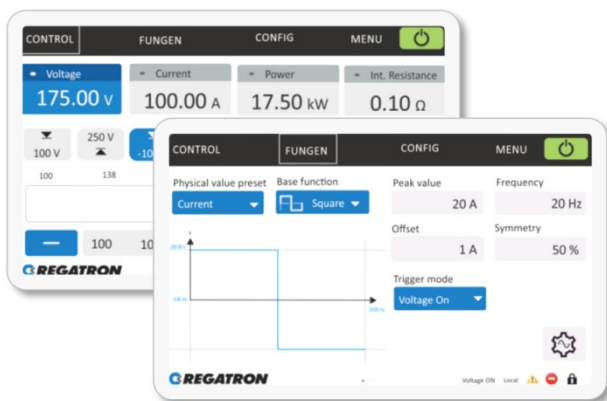 CONTROL FUNGEN CONFIG MENU
Voltage Current Power Int. Resistance
175.00 V 100.00 A 17.50 kW 0.10 Ω
100 V 250 V
100 138
100
REGATRON
CONTROL FUNGEN CONFIG MENU
Physical value preset Base function Peak value Frequency
Current Square 20 A 20 Hz
Offset Symmetry
1 A 50 %
Trigger mode
Voltage On
REGATRON
Voltage ON Local